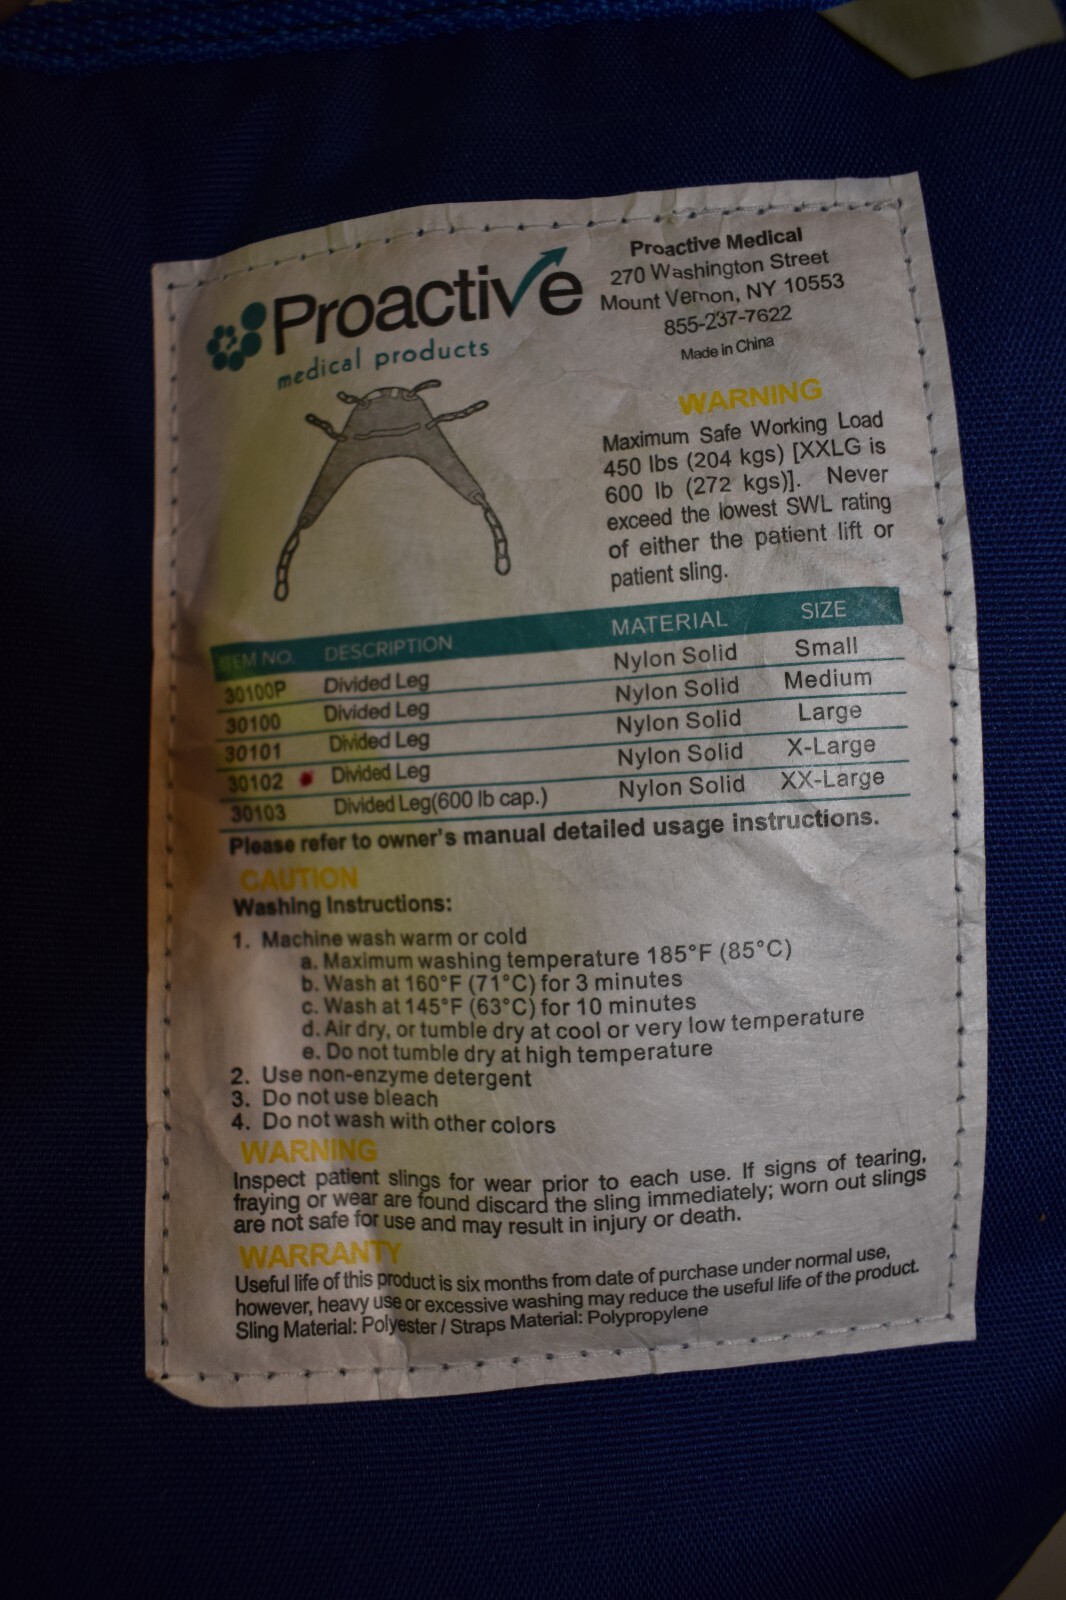 Proactive
medical products
Proactive Medical
270 Washington Street
Mount Vernon, NY 10553
855-237-7622
Made in China
WARNING
Maximum Safe Working Load
450 lbs (204 kgs) [XXLG is
600 lb (272 kgs)]. Never
exceed the lowest SWL rating
of either the patient lift or
patient sling.
ITEM NO. DESCRIPTION MATERIAL SIZE
30100P Divided Leg Nylon Solid Small
30100 Divided Leg Nylon Solid Medium
30101 Divided Leg Nylon Solid Large
30102 Divided Leg Nylon Solid X-Large
30103 Divided Leg(600 lb cap.) Nylon Solid XX-Large
Please refer to owner's manual detailed usage instructions.
CAUTION
Washing Instructions:
1. Machine wash warm or cold
a. Maximum washing temperature 185°F (85°C)
b. Wash at 160°F (71°C) for 3 minutes
c. Wash at 145°F (63°C) for 10 minutes
d. Air dry, or tumble dry at cool or very low temperature
e. Do not tumble dry at high temperature
2. Use non-enzyme detergent
3. Do not use bleach
4. Do not wash with other colors
WARNING
Inspect patient slings for wear prior to each use. If signs of tearing,
fraying or wear are found discard the sling immediately; worn out slings
are not safe for use and may result in injury or death.
WARRANTY
Useful life of this product is six months from date of purchase under normal use,
however, heavy use or excessive washing may reduce the useful life of the product.
Sling Material: Polyester / Straps Material: Polypropylene